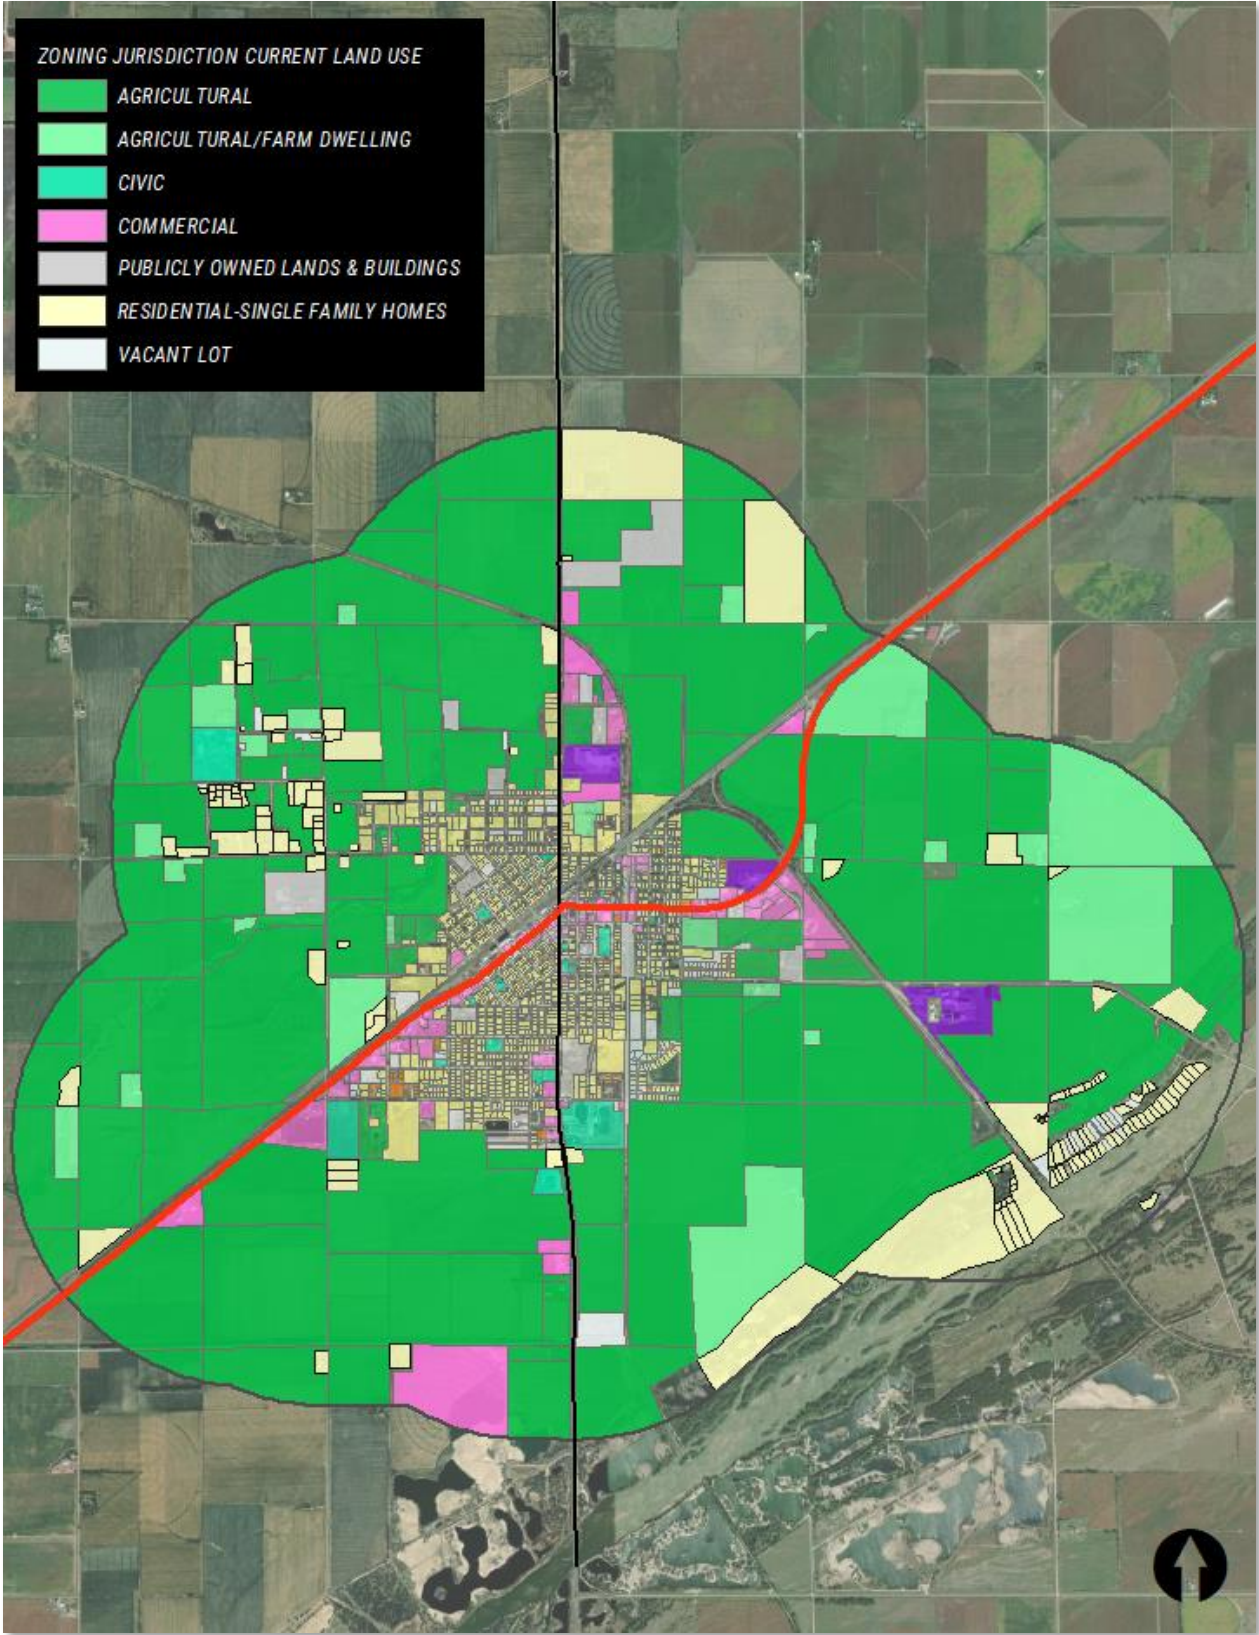 ZONING JURISDICTION CURRENT LAND USE
AGRICULTURAL
AGRICULTURAL/FARM DWELLING
CIVIC
COMMERCIAL
PUBLICLY OWNED LANDS & BUILDINGS
RESIDENTIAL-SINGLE FAMILY HOMES
VACANT LOT